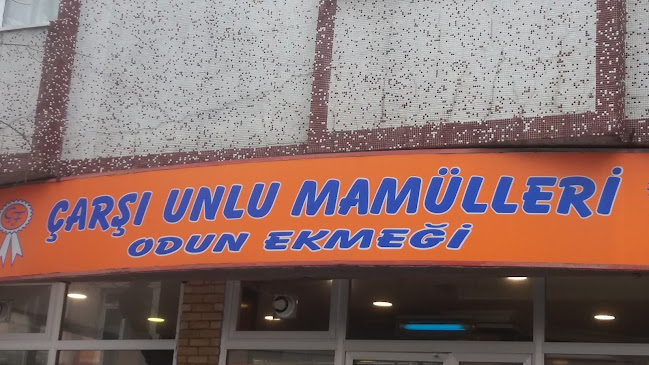 ÇARŞI UNLU MAMÜLLERİ
ODUN EKMEĞİ